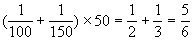 (1/100 + 1/150) × 50 = 1/2 + 1/3 = 5/6